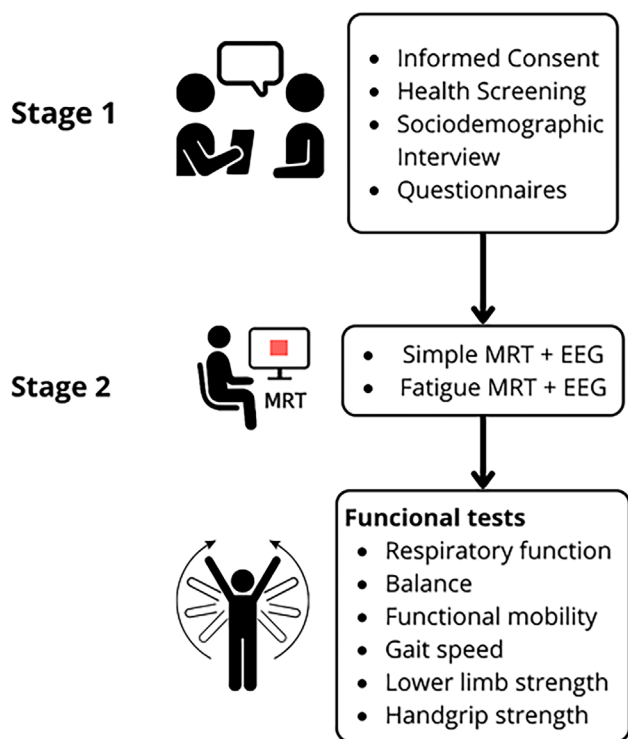 Stage 1
• Informed Consent
• Health Screening
• Sociodemographic
Interview
• Questionnaires
Stage 2
MRT
• Simple MRT + EEG
• Fatigue MRT + EEG
Funcional tests
• Respiratory function
• Balance
• Functional mobility
• Gait speed
• Lower limb strength
• Handgrip strength